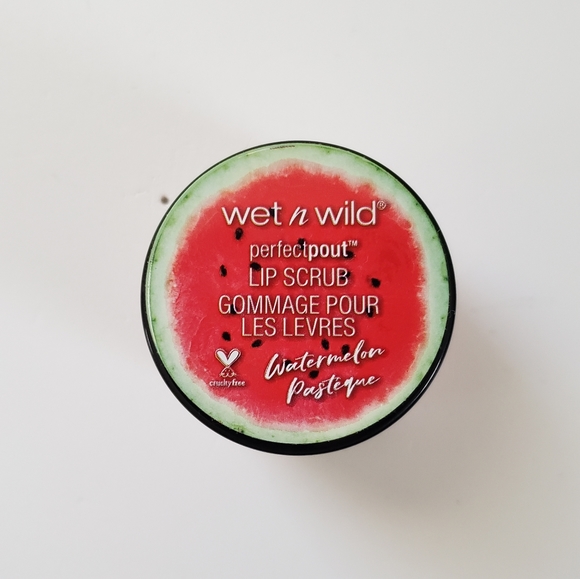 wet n wild®
perfectpout™
LIP SCRUB
GOMMAGE POUR
LES LEVRES
Watermelon
Pastèque
crueltyfree